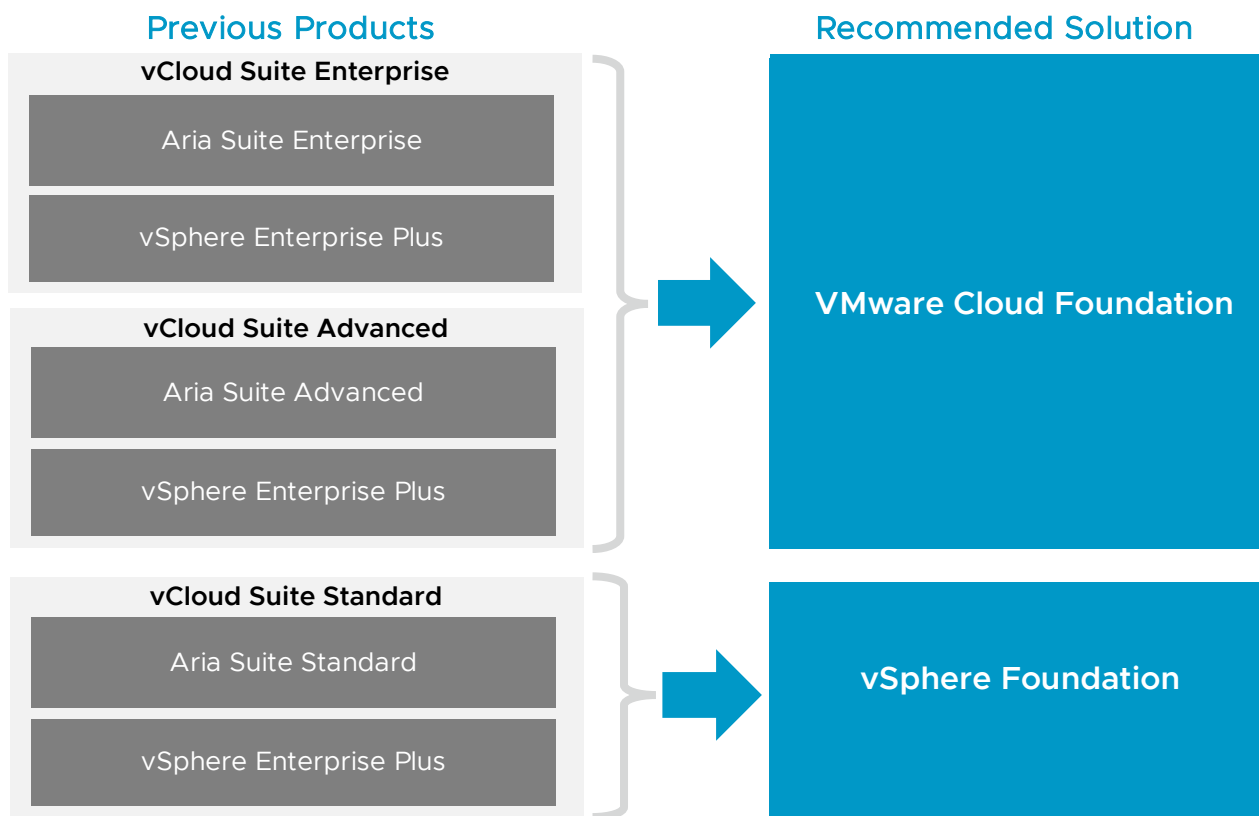 Previous Products
Recommended Solution
vCloud Suite Enterprise
Aria Suite Enterprise
vSphere Enterprise Plus
VMware Cloud Foundation
vCloud Suite Advanced
Aria Suite Advanced
vSphere Enterprise Plus
vCloud Suite Standard
Aria Suite Standard
vSphere Enterprise Plus
vSphere Foundation